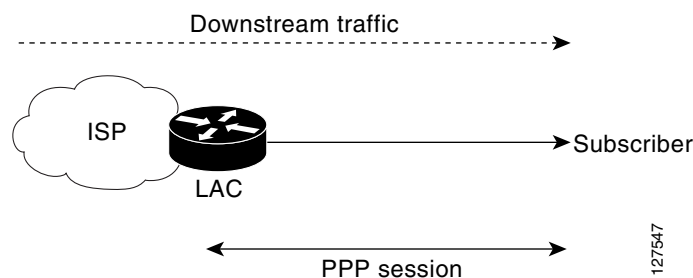 Downstream traffic
ISP
Subscriber
LAC
PPP session
127547